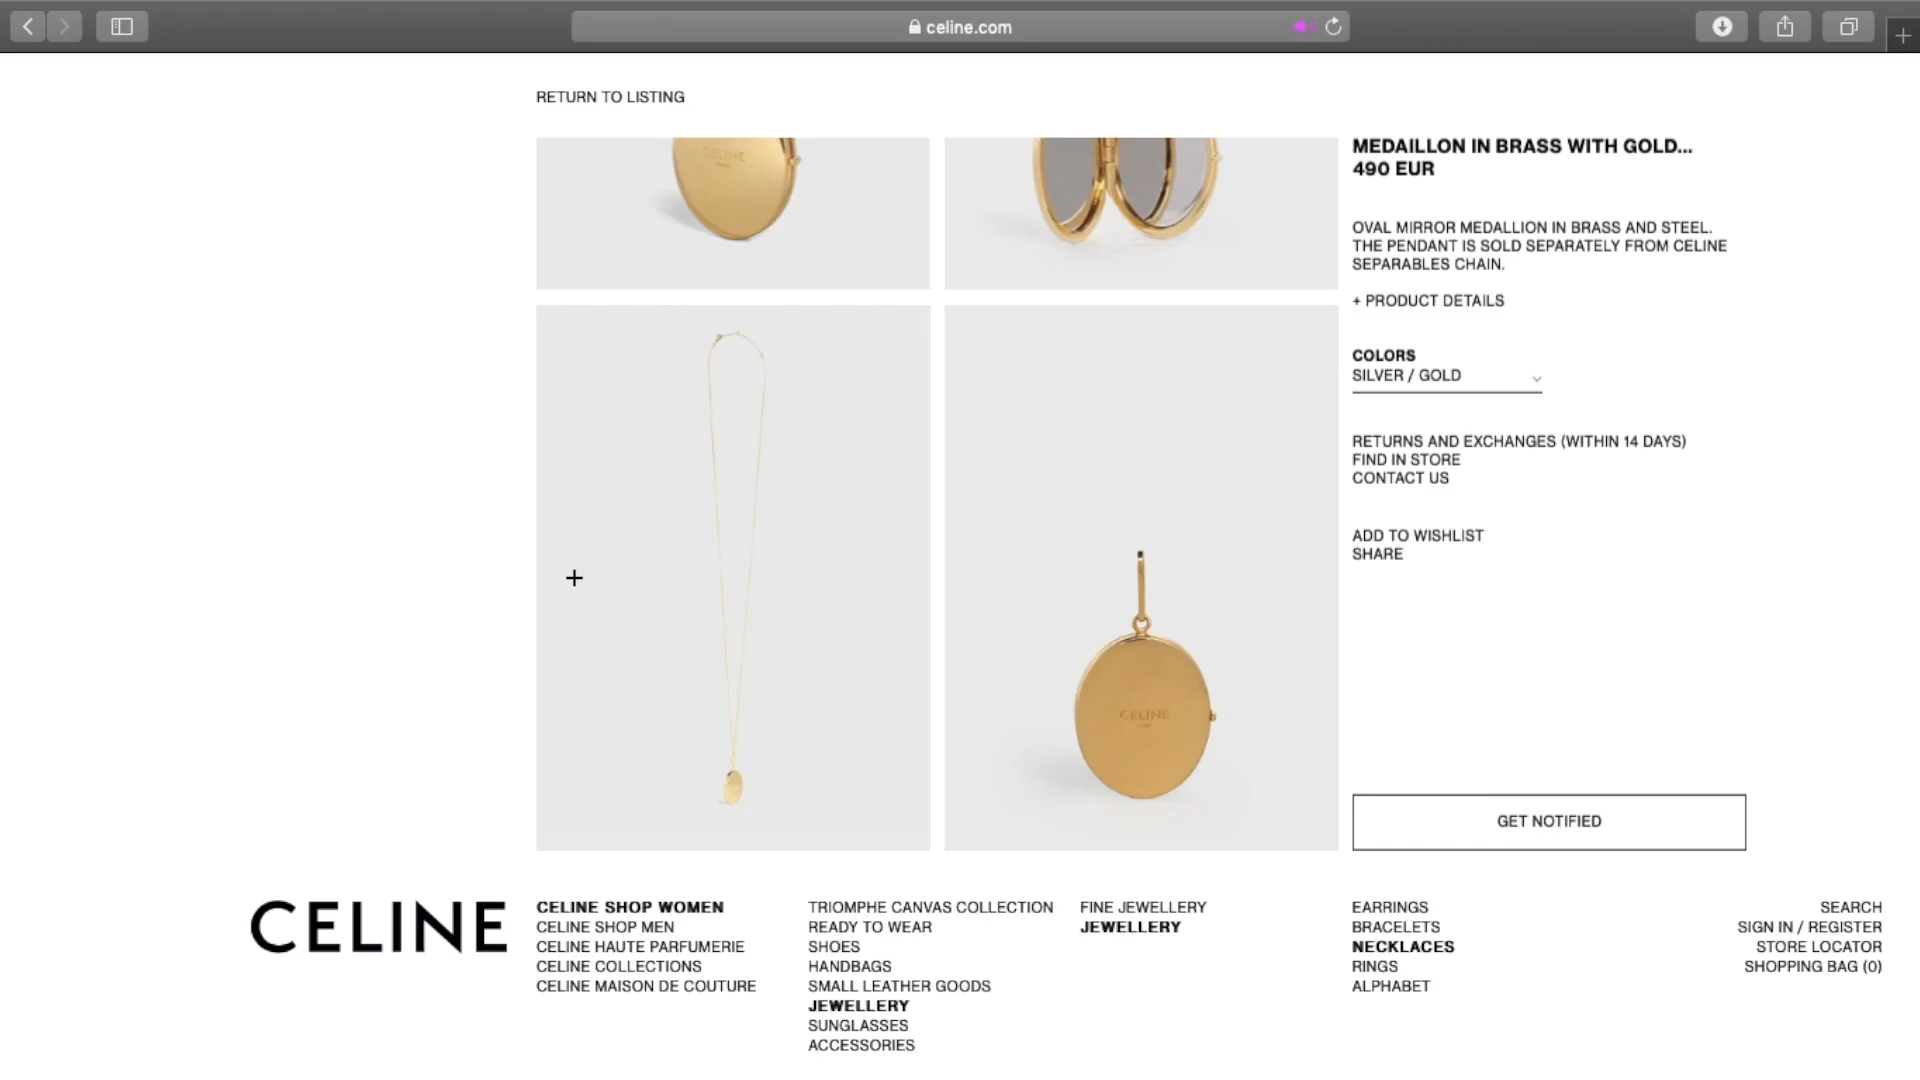 celine.com
RETURN TO LISTING
CELINE
MEDAILLON IN BRASS WITH GOLD...
490 EUR
OVAL MIRROR MEDALLION IN BRASS AND STEEL.
THE PENDANT IS SOLD SEPARATELY FROM CELINE
SEPARABLES CHAIN.
+ PRODUCT DETAILS
COLORS
SILVER / GOLD
RETURNS AND EXCHANGES (WITHIN 14 DAYS)
FIND IN STORE
CONTACT US
ADD TO WISHLIST
SHARE
CELINE
GET NOTIFIED
CELINE
CELINE SHOP WOMEN
CELINE SHOP MEN
CELINE HAUTE PARFUMERIE
CELINE COLLECTIONS
CELINE MAISON DE COUTURE
TRIOMPHE CANVAS COLLECTION
READY TO WEAR
SHOES
HANDBAGS
SMALL LEATHER GOODS
JEWELLERY
SUNGLASSES
ACCESSORIES
FINE JEWELLERY
JEWELLERY
EARRINGS
BRACELETS
NECKLACES
RINGS
ALPHABET
SEARCH
SIGN IN / REGISTER
STORE LOCATOR
SHOPPING BAG (0)